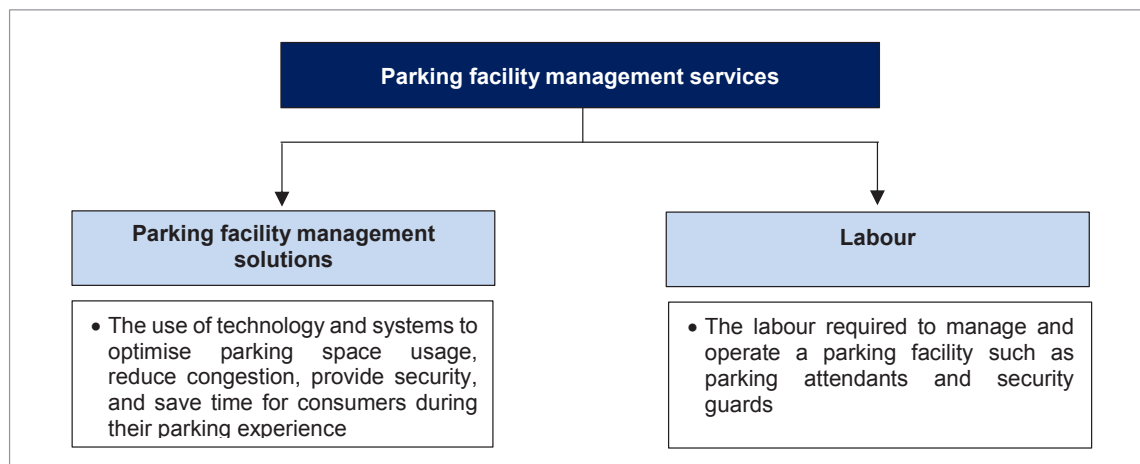 Parking facility management services
Parking facility management
solutions
• The use of technology and systems to
optimise parking space usage,
reduce congestion, provide security,
and save time for consumers during
their parking experience
Labour
• The labour required to manage and
operate a parking facility such as
parking attendants and security
guards